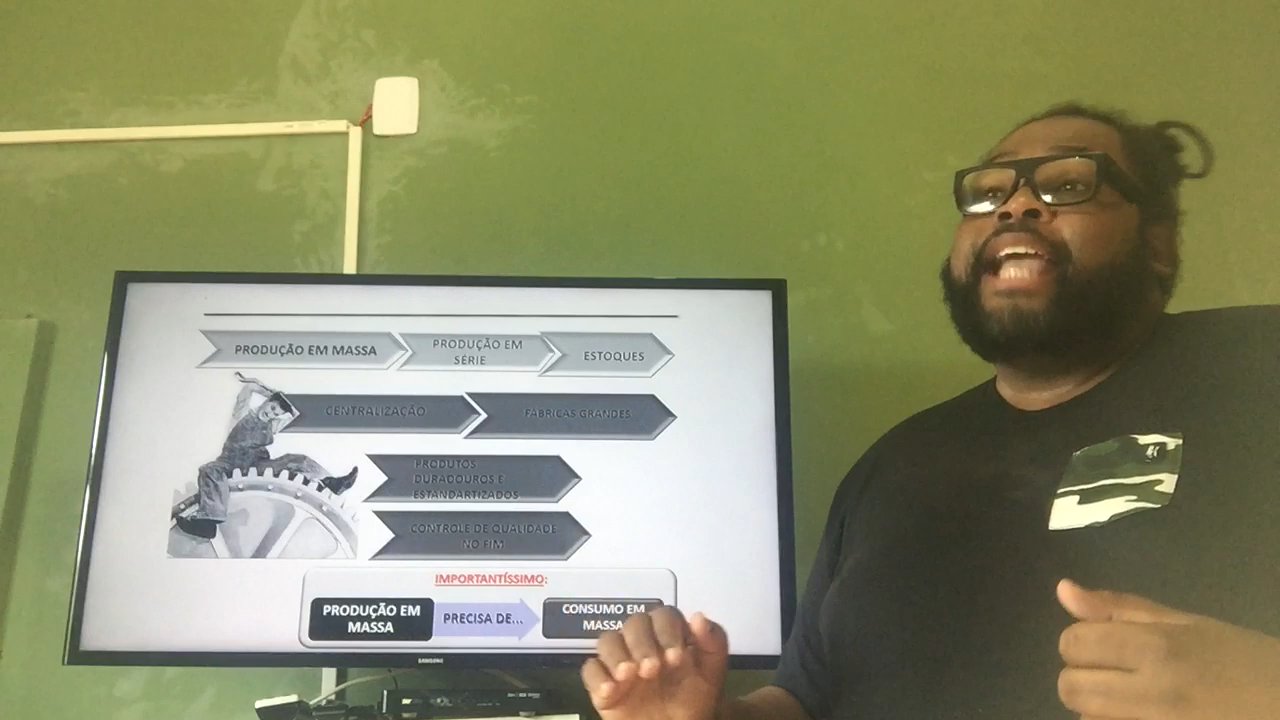 PRODUÇÃO EM MASSA
PRODUÇÃO EM
SÉRIE
ESTOQUES
CENTRALIZAÇÃO
FÁBRICAS GRANDES
PRODUTOS
DURADOUROS E
ESTANDARTIZADOS
CONTROLE DE QUALIDADE
NO FIM
IMPORTANTÍSSIMO:
PRODUÇÃO EM
MASSA
PRECISA DE...
CONSUMO EM
MASSA
SAMSUNG